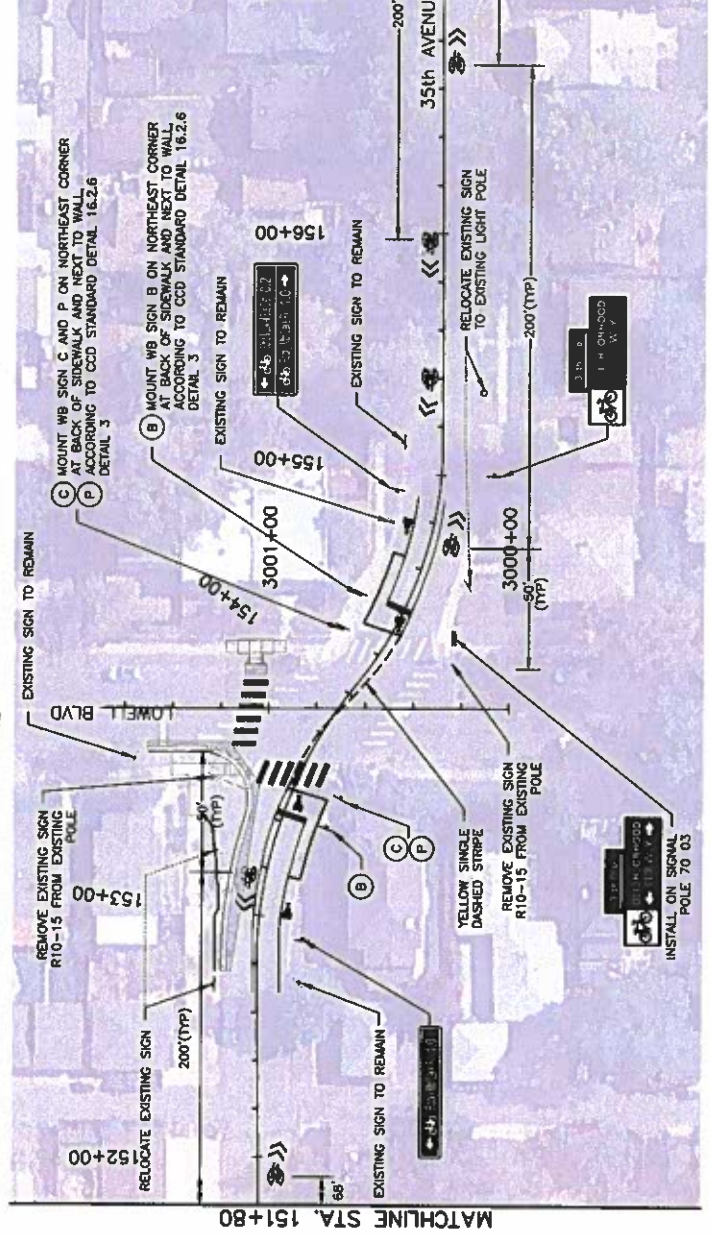 MATCHLINE STA. 151+80
68'
152+00
RELOCATE EXISTING SIGN
200'(TYP)
EXISTING SIGN TO REMAIN
153+00
REMOVE EXISTING SIGN
R10-15 FROM EXISTING
POLE
(TYP)
EXISTING SIGN TO REMAIN
LOWELL
BLVD
B
C
P
YELLOW SINGLE
DASHED STRIPE
REMOVE EXISTING SIGN
R10-15 FROM EXISTING
POLE
INSTALL ON SIGNAL
POLE 70 03
154+00
3001+00
3000+00
50'
(TYP)
C
P
MOUNT WB SIGN C AND P ON NORTHEAST CORNER
AT BACK OF SIDEWALK AND NEXT TO WALL
ACCORDING TO CCD STANDARD DETAIL 16.2.6
DETAIL 3
B
MOUNT WB SIGN B ON NORTHEAST CORNER
AT BACK OF SIDEWALK AND NEXT TO WALL
ACCORDING TO CCD STANDARD DETAIL 16.2.6
DETAIL 3
EXISTING SIGN TO REMAIN
155+00
EXISTING SIGN TO REMAIN
156+00
RELOCATE EXISTING SIGN
TO EXISTING LIGHT POLE
200'(TYP)
200'
35th AVENU